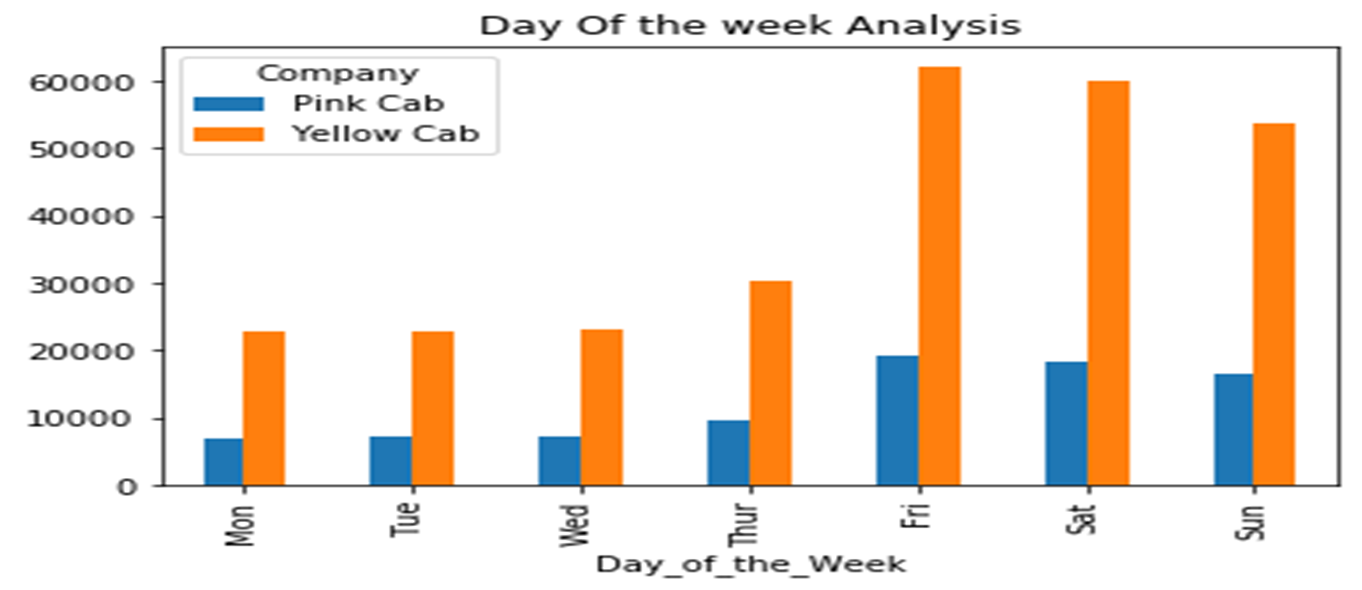 Day Of the week Analysis
Company
Pink Cab
Yellow Cab
60000
50000
40000
30000
20000
10000
0
Mon
Tue
Wed
Thur
Fri
Sat
Sun
Day_of_the_Week